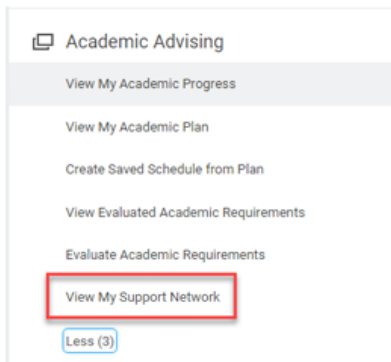 Academic Advising
View My Academic Progress
View My Academic Plan
Create Saved Schedule from Plan
View Evaluated Academic Requirements
Evaluate Academic Requirements
View My Support Network
Less (3)